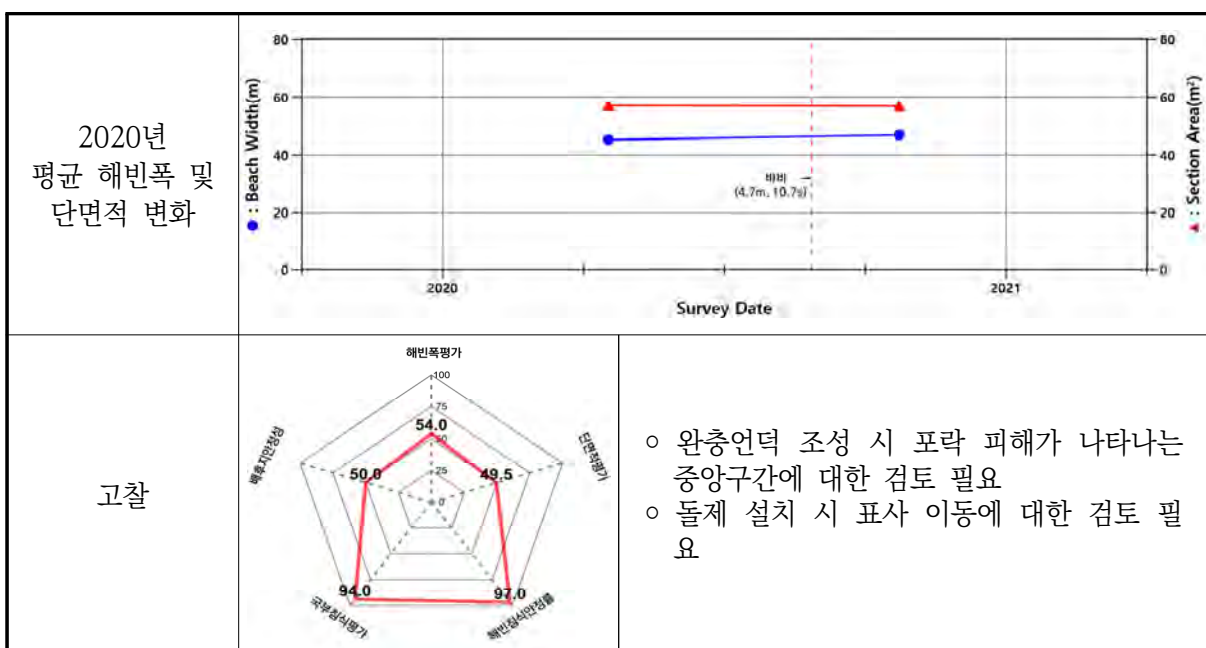 2020년
평균 해빈폭 및
단면적 변화
● : Beach Width(m)
80
60
40
20
0
바비
(4.7m, 10.7s)
80
60
40
20
0
▲ : Section Area(m²)
2020
2021
Survey Date
고찰
해빈폭평가
100
75
54.0
50
배후지안정성
단면적평가
50.0
49.5
25
0
94.0
97.0
국부침식평가
해빈침식안정률
○ 완충언덕 조성 시 포락 피해가 나타나는
중앙구간에 대한 검토 필요
○ 돌제 설치 시 표사 이동에 대한 검토 필
요